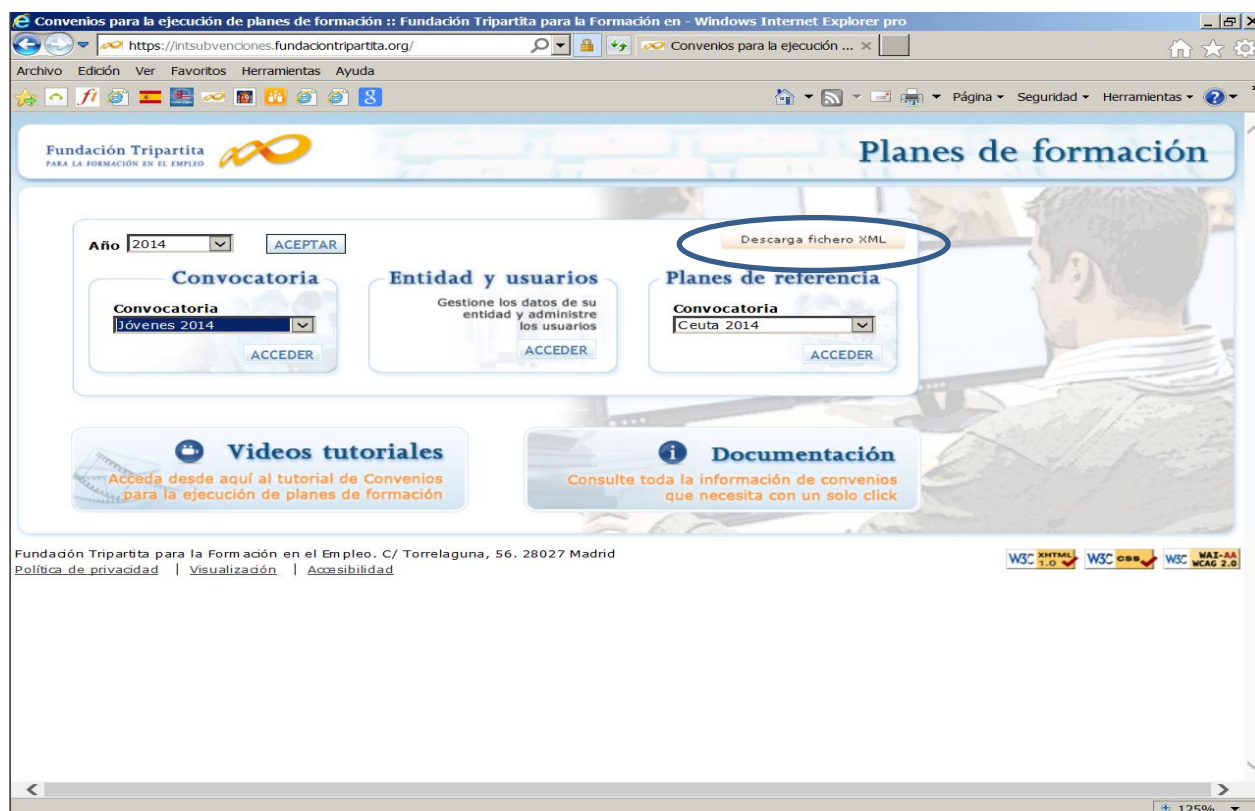 Convenios para la ejecución de planes de formación :: Fundación Tripartita para la Formación en - Windows Internet Explorer pro
https://intsubvenciones.fundaciontripartita.org/
Convenios para la ejecución ...
Archivo Edición Ver Favoritos Herramientas Ayuda
Página Seguridad Herramientas
Fundación Tripartita
PARA LA FORMACIÓN EN EL EMPLEO
Planes de formación
Año 2014 ACEPTAR
Descarga fichero XML
Convocatoria
Convocatoria
Jóvenes 2014
ACCEDER
Entidad y usuarios
Gestione los datos de su
entidad y administre
los usuarios
ACCEDER
Planes de referencia
Convocatoria
Ceuta 2014
ACCEDER
Videos tutoriales
Acceda desde aquí al tutorial de Convenios
para la ejecución de planes de formación
Documentación
Consulte toda la información de convenios
que necesita con un solo click
Fundación Tripartita para la Formación en el Empleo. C/ Torrelaguna, 56. 28027 Madrid
Política de privacidad | Visualización | Accesibilidad
W3C XHTML 1.0
W3C css
W3C WAI-AA WCAG 2.0
125%